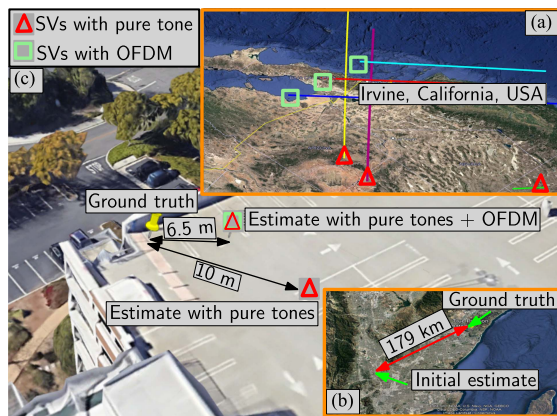 SVs with pure tone
SVs with OFDM
(a)
(c)
Irvine, California, USA
Ground truth
6.5 m
Estimate with pure tones + OFDM
10 m
Estimate with pure tones
Ground truth
179 km
Initial estimate
(b)